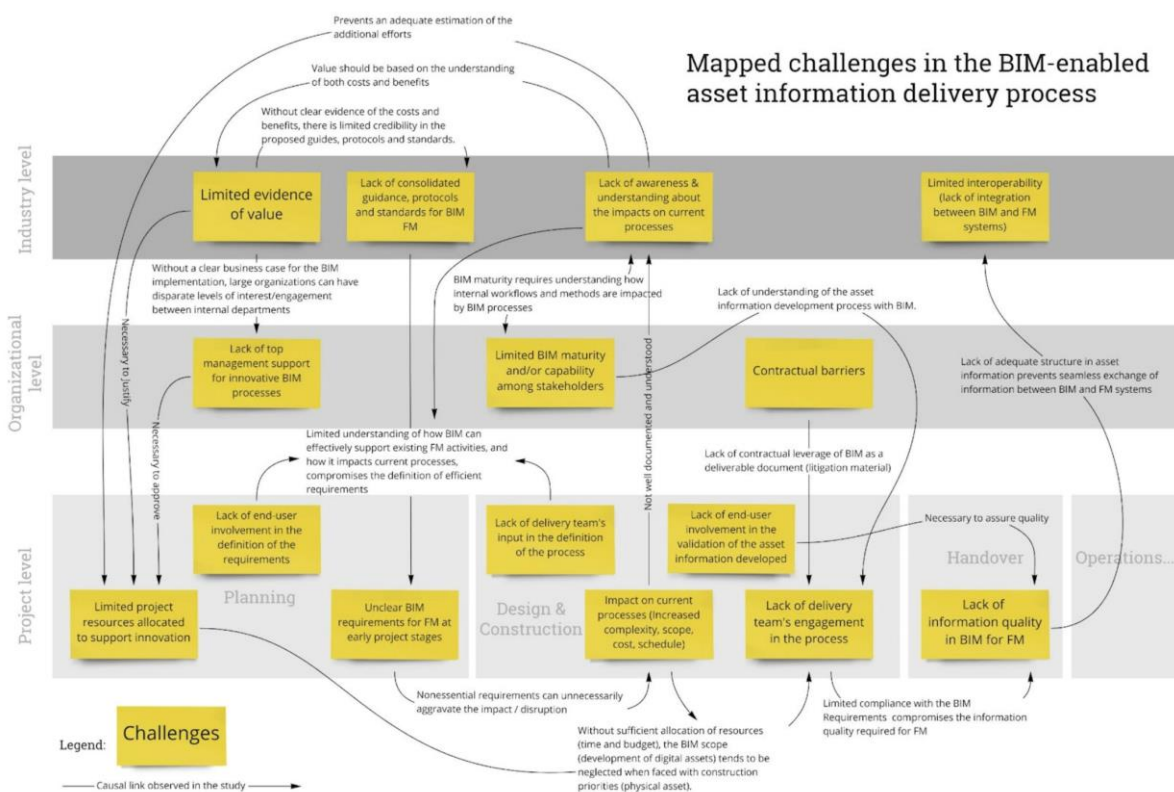 Prevents an adequate estimation of the
additional efforts
Mapped challenges in the BIM-enabled
asset information delivery process
Value should be based on the understanding
of both costs and benefits
Without clear evidence of the costs and
benefits, there is limited credibility in the
proposed guides, protocols and standards.
Industry level
Limited evidence
of value
Lack of consolidated
guidance, protocols
and standards for BIM
FM
Lack of awareness &
understanding about
the impacts on current
processes
Limited interoperability
(lack of integration
between BIM and FM
systems)
Without a clear business case for the BIM
implementation, large organizations can have
disparate levels of interest/engagement
between internal departments
BIM maturity requires understanding how
internal workflows and methods are impacted
by BIM processes
Lack of understanding of the asset
information development process with BIM.
Necessary to justify
Organizational
level
Lack of top
management support
for innovative BIM
processes
Limited BIM maturity
and/or capability
among stakeholders
Contractual barriers
Lack of adequate structure in asset
information prevents seamless exchange of
information between BIM and FM systems
Necessary to approve
Limited understanding of how BIM can
effectively support existing FM activities, and
how it impacts current processes,
compromises the definition of efficient
requirements
Not well documented and understood
Lack of contractual leverage of BIM as a
deliverable document (litigation material)
Project level
Lack of end-user
involvement in the
definition of the
requirements
Lack of delivery team's
input in the definition
of the process
Lack of end-user
involvement in the
validation of the asset
information developed
Necessary to assure quality
Planning
Design &
Construction
Handover
Operations...
Limited project
resources allocated
to support innovation
Unclear BIM
requirements for FM at
early project stages
Impact on current
processes (Increased
complexity, scope,
cost, schedule)
Lack of delivery
team's engagement
in the process
Lack of
information quality
in BIM for FM
Nonessential requirements can unnecessarily
aggravate the impact / disruption
Limited compliance with the BIM
Requirements compromises the information
quality required for FM
Without sufficient allocation of resources
(time and budget), the BIM scope
(development of digital assets) tends to be
neglected when faced with construction
priorities (physical asset).
Legend:
Challenges
Causal link observed in the study